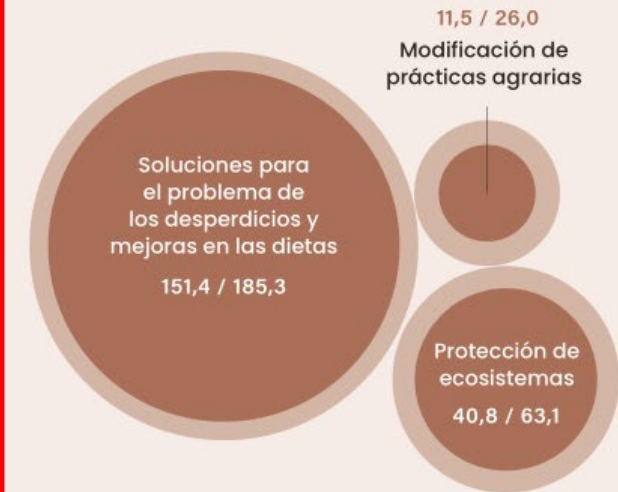 11,5 / 26,0
Modificación de
prácticas agrarias
Soluciones para
el problema de
los desperdicios y
mejoras en las dietas
151,4 / 185,3
Protección de
ecosistemas
40,8 / 63,1